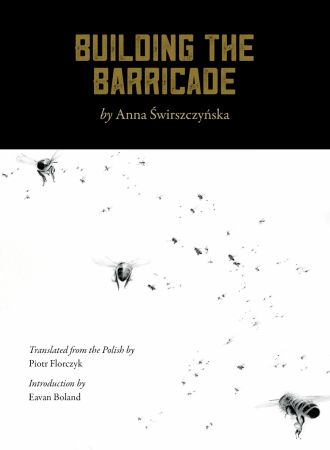 BUILDING THE
BARRICADE
by Anna Świrszczyńska
Translated from the Polish by
Piotr Florczyk
Introduction by
Eavan Boland